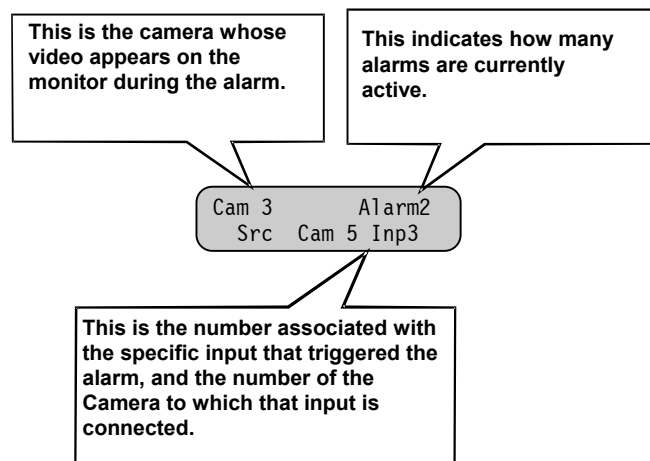 This is the camera whose
video appears on the
monitor during the alarm.
This indicates how many
alarms are currently
active.
Cam 3 Alarm2
Src Cam 5 Inp3
This is the number associated with
the specific input that triggered the
alarm, and the number of the
Camera to which that input is
connected.